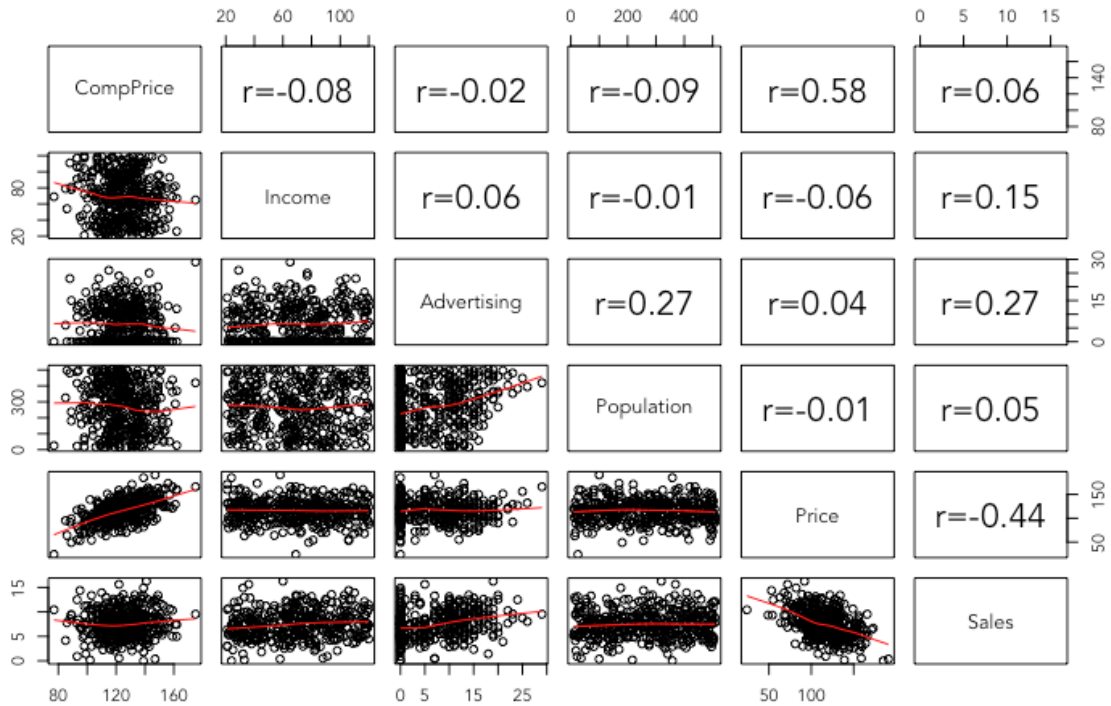 20 60 100 0 200 400 0 5 10 15
CompPrice r=-0.08 r=-0.02 r=-0.09 r=0.58 r=0.06 80 140
20 80 Income r=0.06 r=-0.01 r=-0.06 r=0.15
Advertising r=0.27 r=0.04 r=0.27 0 15 30
0 300 Population r=-0.01 r=0.05
Price r=-0.44 50 150
0 5 15 Sales
80 120 160 0 5 15 25 50 100